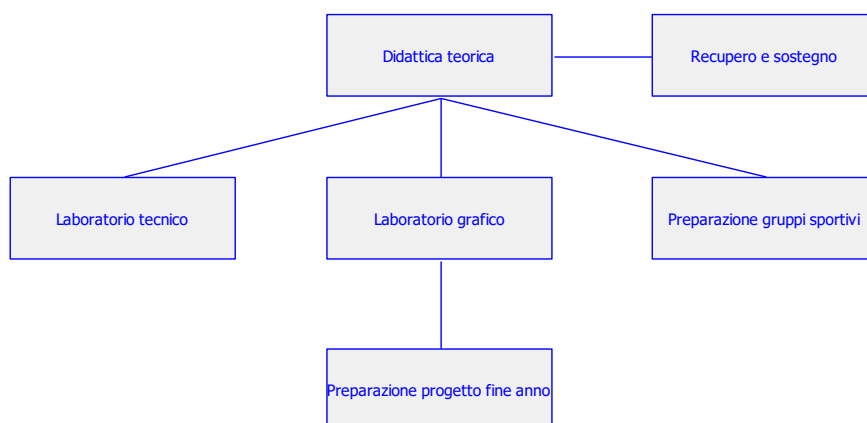 Didattica teorica
Recupero e sostegno
Laboratorio tecnico
Laboratorio grafico
Preparazione gruppi sportivi
Preparazione progetto fine anno